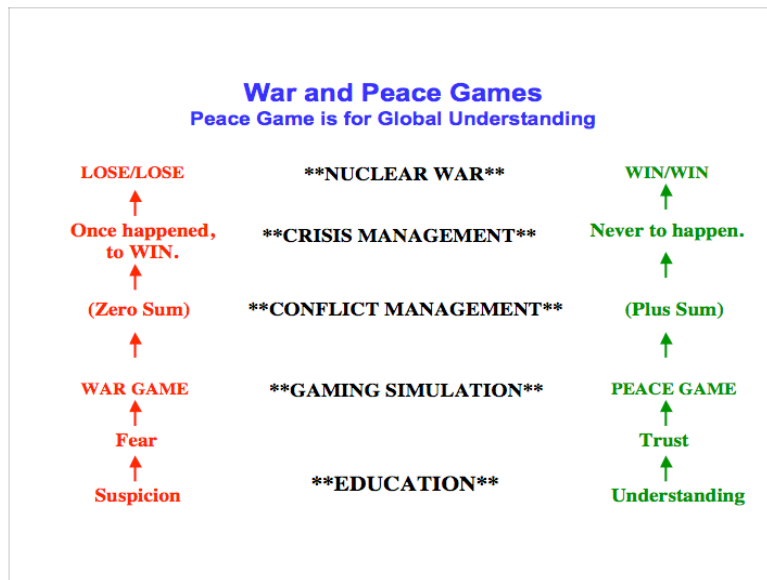 War and Peace Games
Peace Game is for Global Understanding
LOSE/LOSE **NUCLEAR WAR** WIN/WIN
Once happened, to WIN. **CRISIS MANAGEMENT** Never to happen.
(Zero Sum) **CONFLICT MANAGEMENT** (Plus Sum)
WAR GAME **GAMING SIMULATION** PEACE GAME
Fear Trust
Suspicion **EDUCATION** Understanding